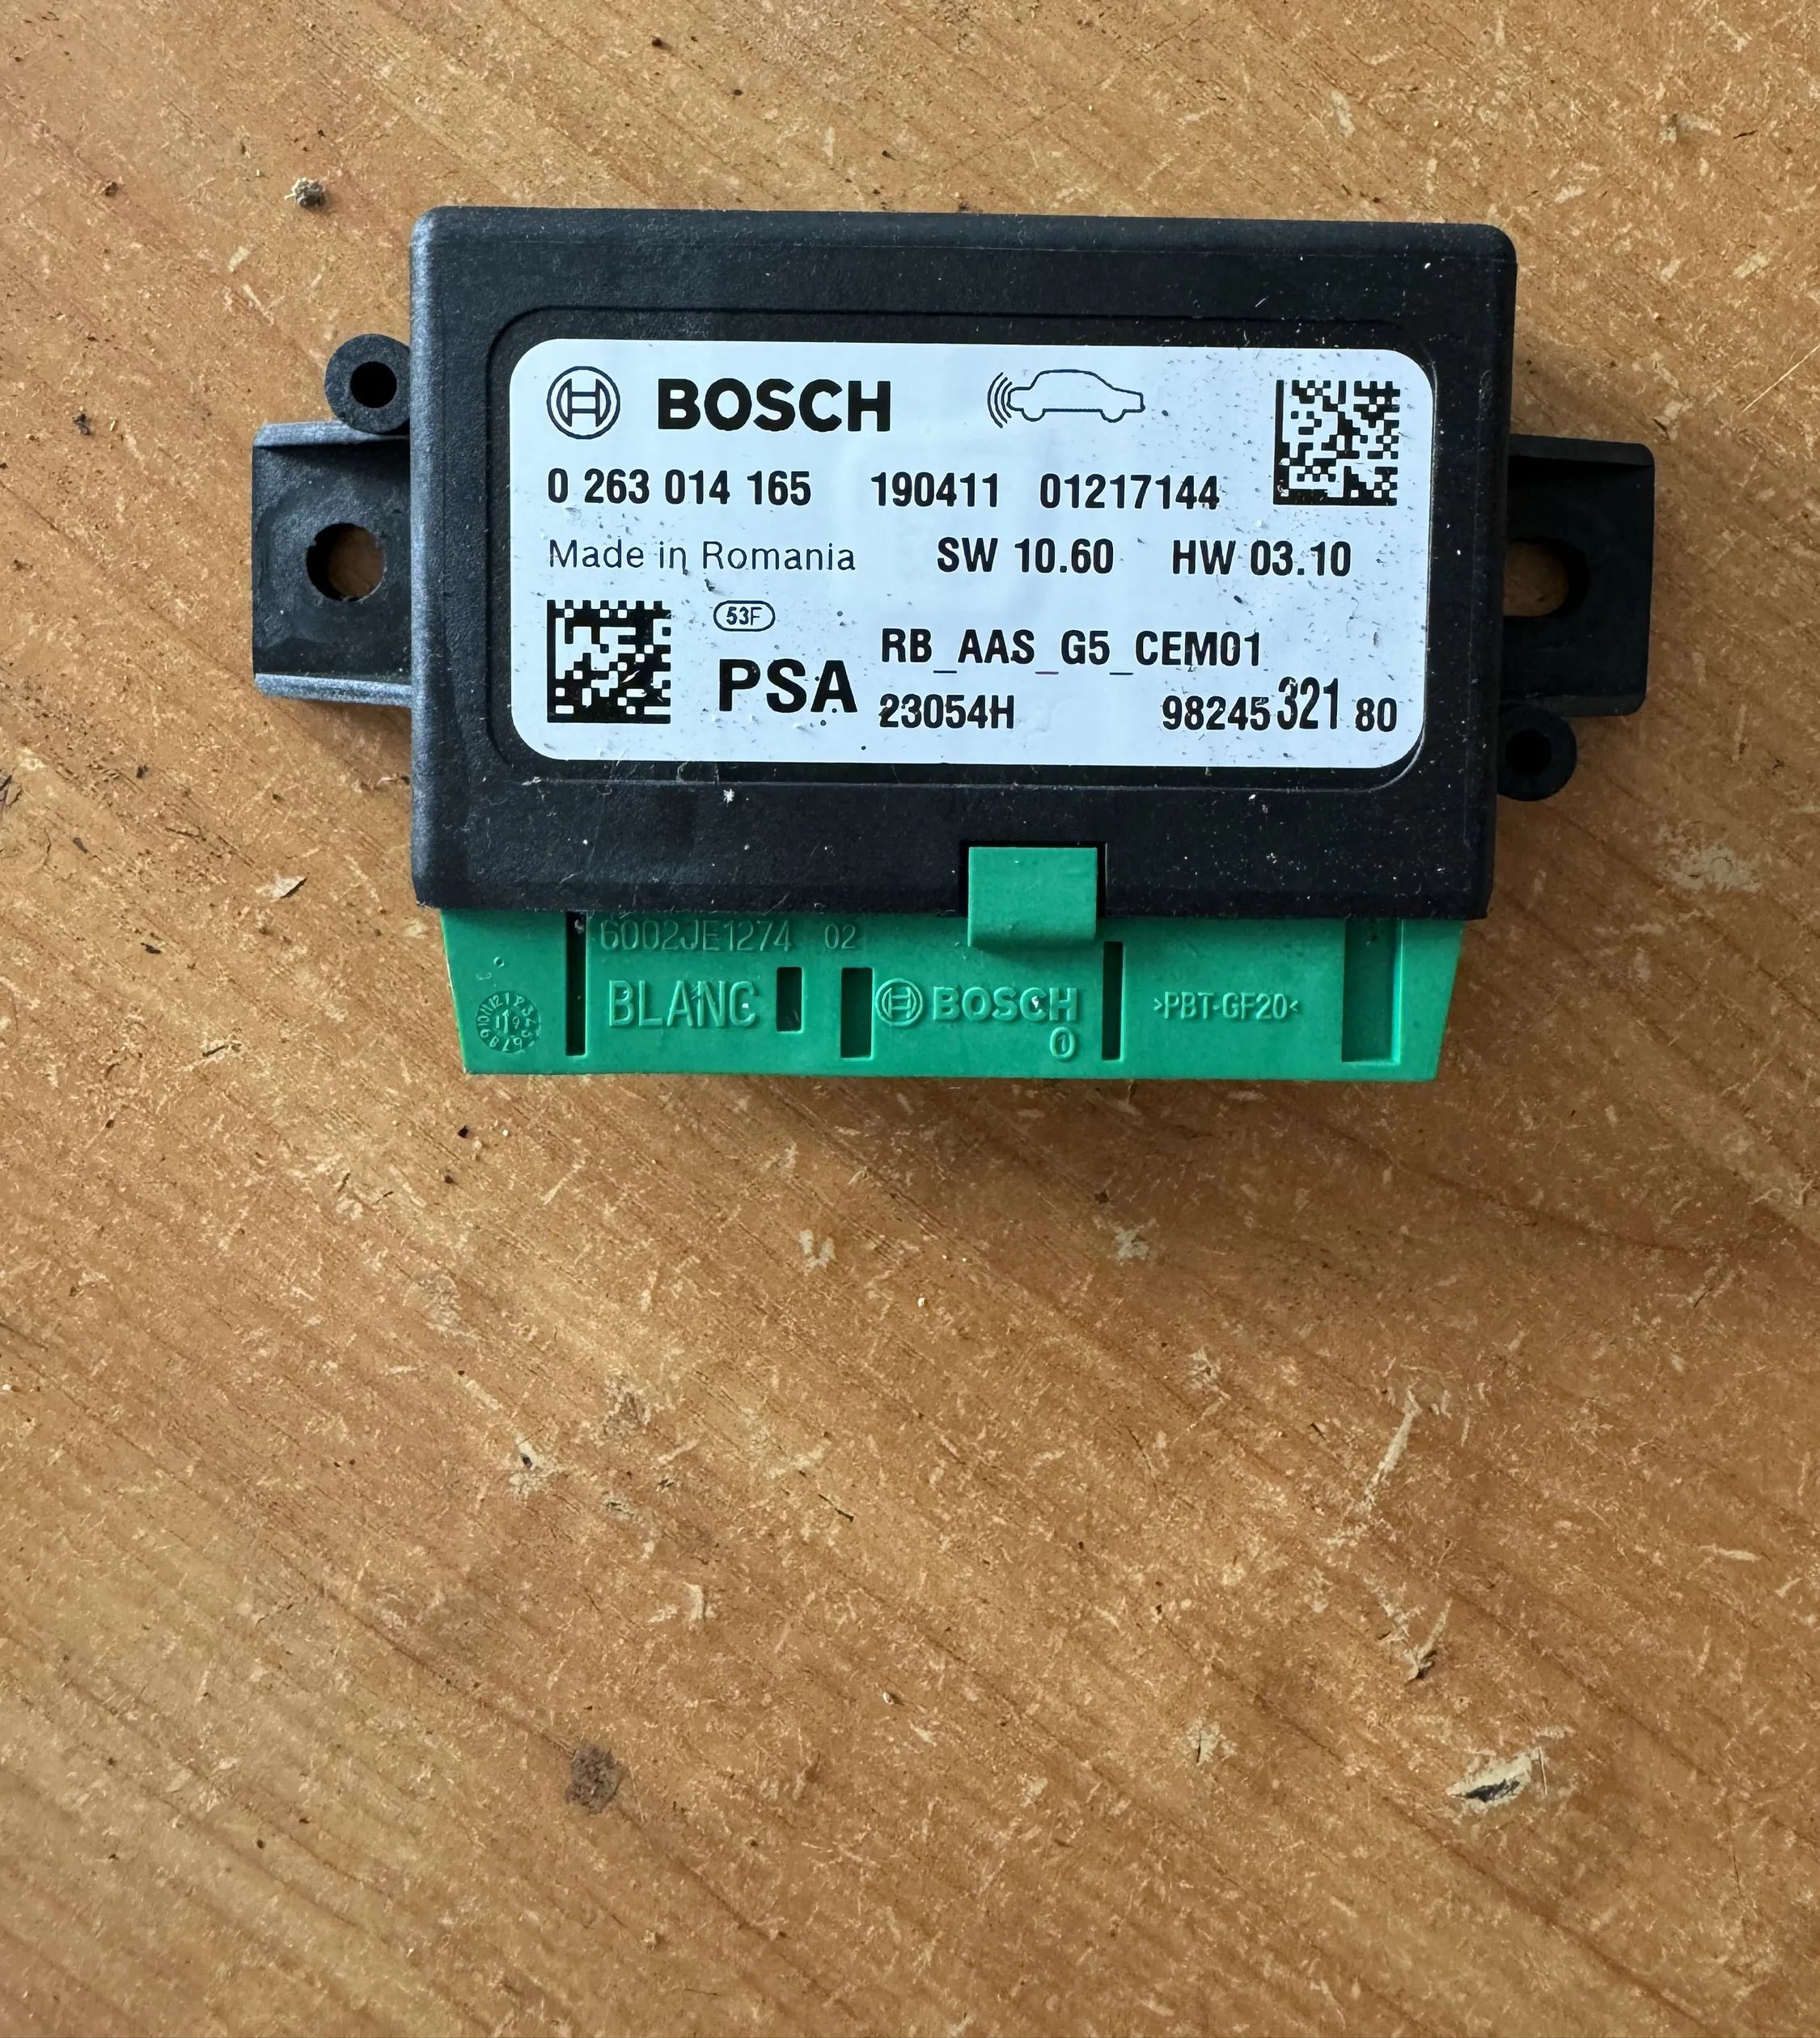 BOSCH
0 263 014 165 190411 01217144
Made in Romania SW 10.60 HW 03.10
53F
PSA RB_AAS_G5_CEM01
23054H 98245 321 80
6002JE1274 02
BLANC BOSCH >PBT-GF20<
0